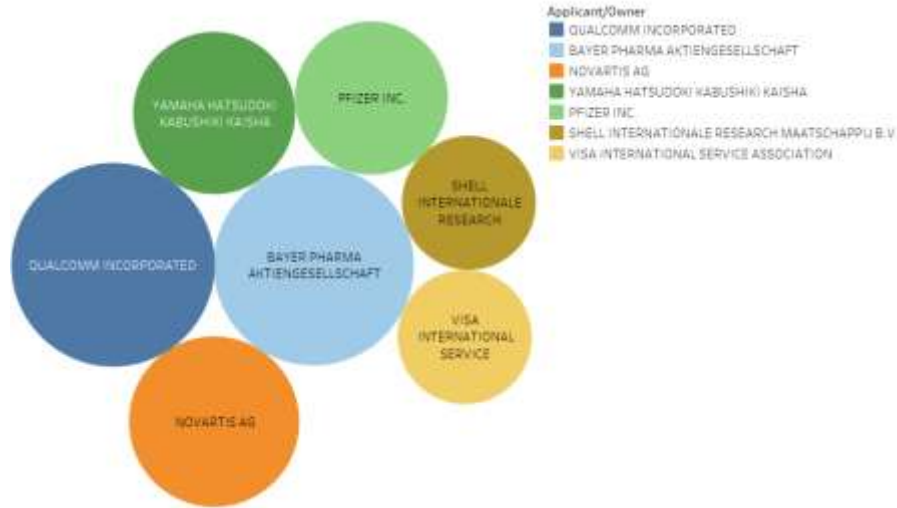 Applicant/Owner
QUALCOMM INCORPORATED
BAYER PHARMA AKTIENGESELLSCHAFT
NOVARTIS AG
YAMAHA HATSUDOKI KABUSHIKI KAISHA
PFIZER INC.
SHELL INTERNATIONALE RESEARCH MAATSCHAPPIJ B.V.
VISA INTERNATIONAL SERVICE ASSOCIATION
YAMAHA HATSUDOKI
KABUSHIKI KAISHA
PFIZER INC.
SHELL
INTERNATIONALE
RESEARCH
QUALCOMM INCORPORATED
BAYER PHARMA
AKTIENGESELLSCHAFT
VISA
INTERNATIONAL
SERVICE
NOVARTIS AG